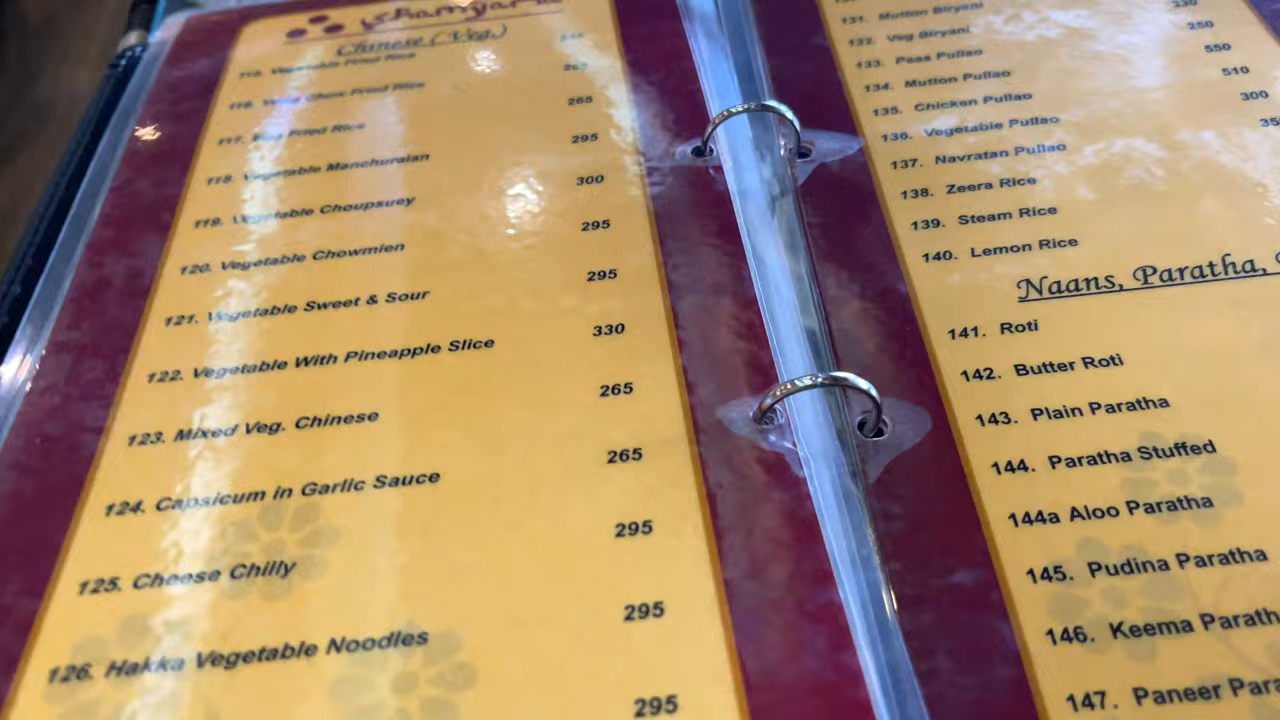 Chinese (Veg.)
115. Vegetable Fried Rice
116. Fried Rice 265
117. Fried Rice 265
118. Vegetable Manchurian 295
119. Vegetable Choupsuey 300
120. Vegetable Chowmien 295
121. Vegetable Sweet & Sour 295
122. Vegetable With Pineapple Slice 330
123. Mixed Veg. Chinese 265
124. Capsicum in Garlic Sauce 265
125. Cheese Chilly 295
126. Hakka Vegetable Noodles 295
295
131. Mutton Biryani
132. Veg Biryani 330
133. Peas Pullao 250
134. Mutton Pullao 550
135. Chicken Pullao 510
136. Vegetable Pullao 300
137. Navratan Pullao 35
138. Zeera Rice
139. Steam Rice
140. Lemon Rice
Naans, Paratha,
141. Roti
142. Butter Roti
143. Plain Paratha
144. Paratha Stuffed
144a Aloo Paratha
145. Pudina Paratha
146. Keema Parath
147. Paneer Para